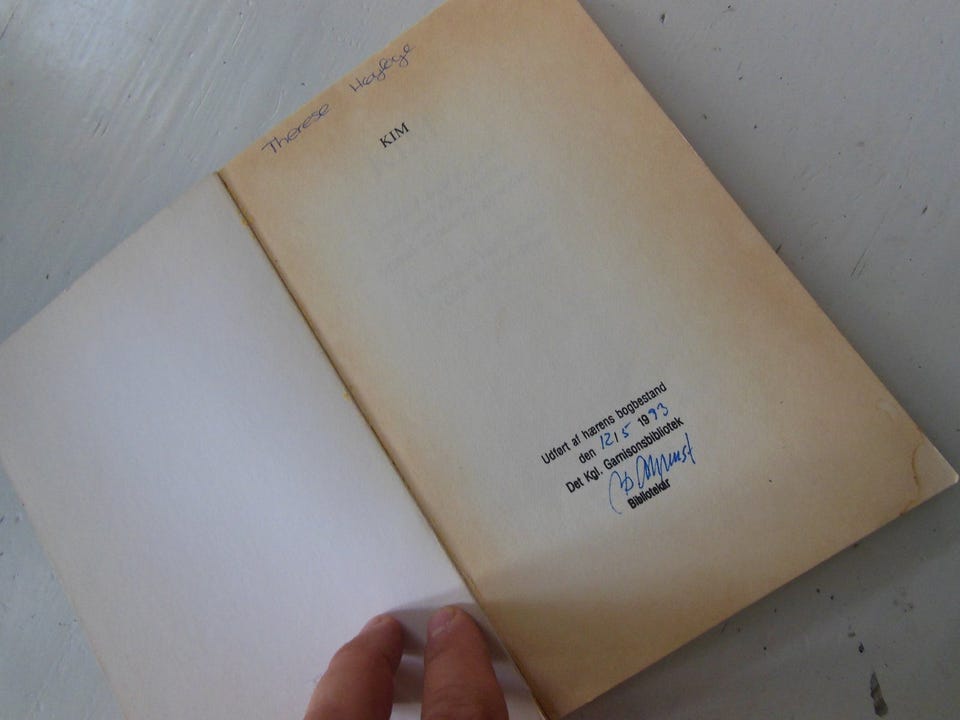 Therese
KIM
Udført af hærens bogbestand
den 12/5 1993
Det Kgl. Garnisonsbibliotek
Bibliotekar